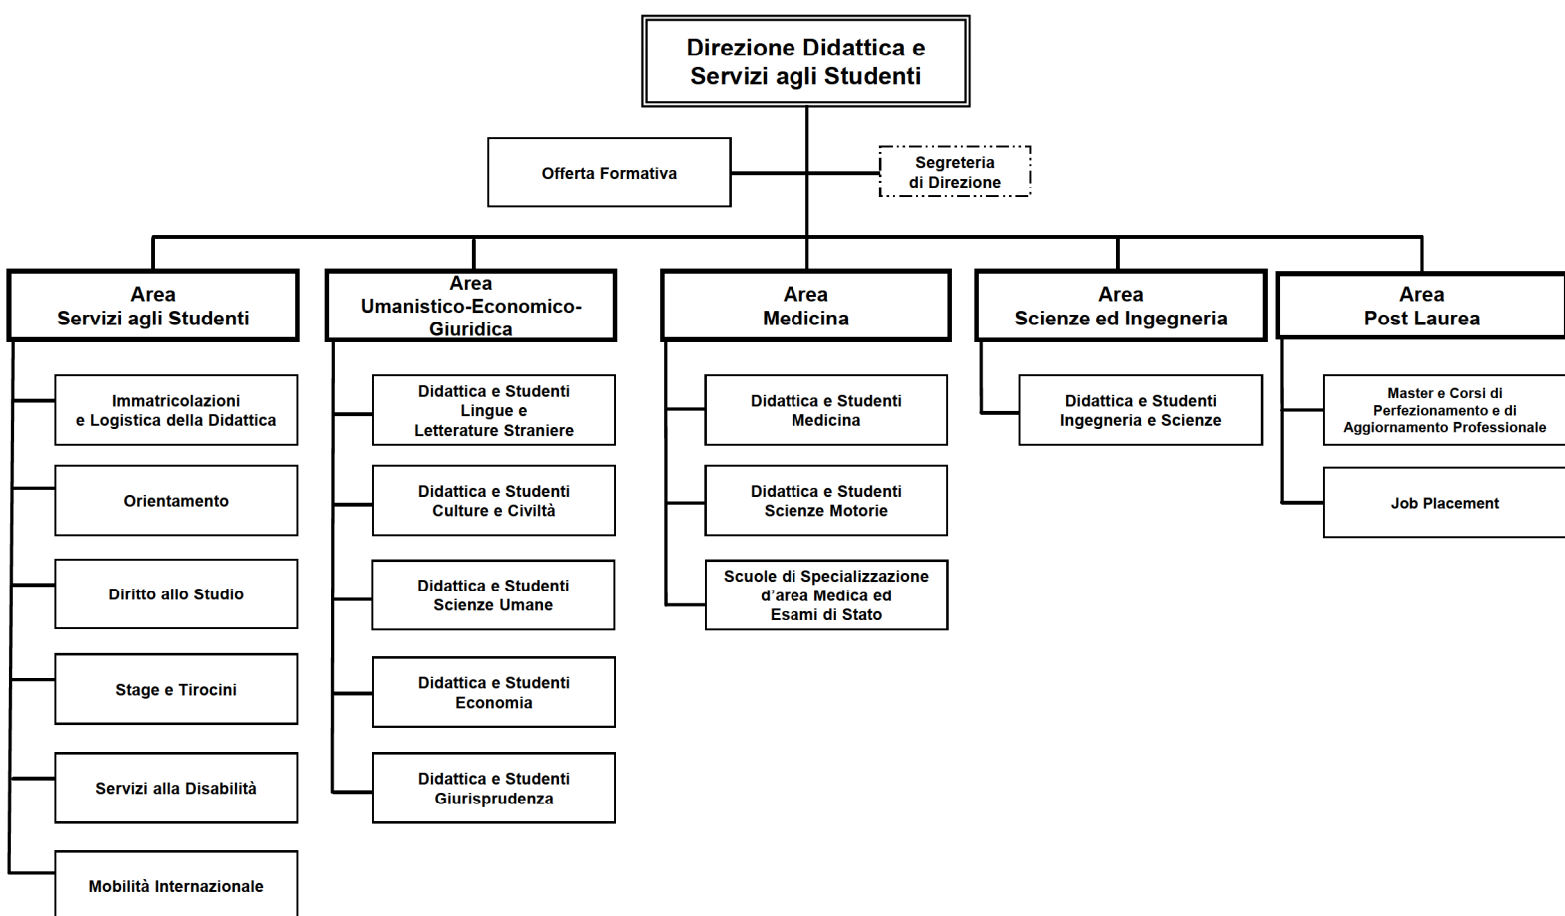 Direzione Didattica e
Servizi agli Studenti
Offerta Formativa
Segreteria
di Direzione
Area
Servizi agli Studenti
Immatricolazioni
e Logistica della Didattica
Orientamento
Diritto allo Studio
Stage e Tirocini
Servizi alla Disabilità
Mobilità Internazionale
Area
Umanistico-Economico-
Giuridica
Didattica e Studenti
Lingue e
Letterature Straniere
Didattica e Studenti
Culture e Civiltà
Didattica e Studenti
Scienze Umane
Didattica e Studenti
Economia
Didattica e Studenti
Giurisprudenza
Area
Medicina
Didattica e Studenti
Medicina
Didattica e Studenti
Scienze Motorie
Scuole di Specializzazione
d'area Medica ed
Esami di Stato
Area
Scienze ed Ingegneria
Didattica e Studenti
Ingegneria e Scienze
Area
Post Laurea
Master e Corsi di
Perfezionamento e di
Aggiornamento Professionale
Job Placement